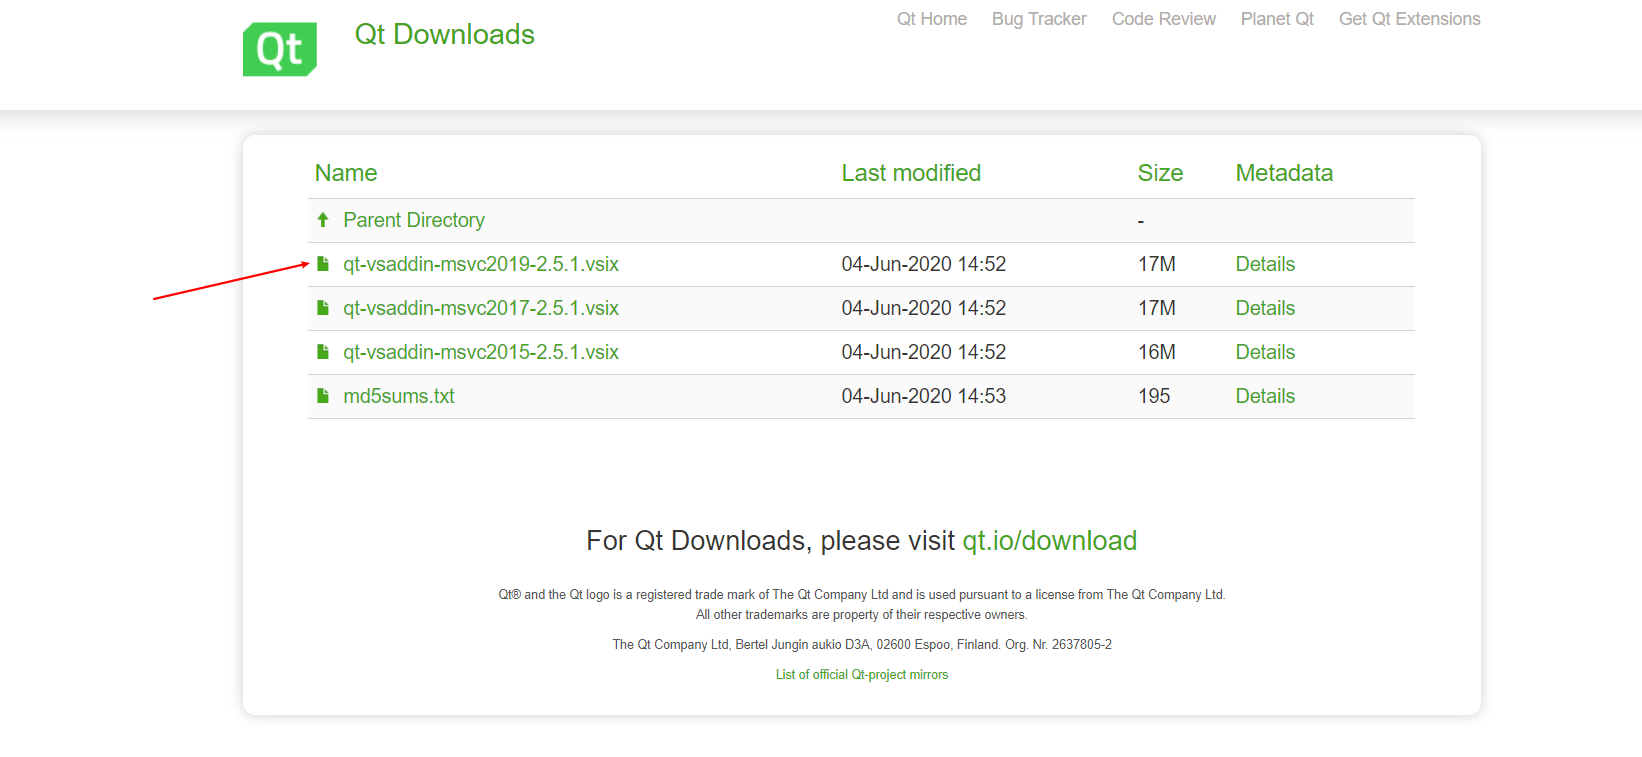 Qt
Qt Downloads
Qt Home Bug Tracker Code Review Planet Qt Get Qt Extensions
Name Last modified Size Metadata
Parent Directory -
qt-vsaddin-msvc2019-2.5.1.vsix 04-Jun-2020 14:52 17M Details
qt-vsaddin-msvc2017-2.5.1.vsix 04-Jun-2020 14:52 17M Details
qt-vsaddin-msvc2015-2.5.1.vsix 04-Jun-2020 14:52 16M Details
md5sums.txt 04-Jun-2020 14:53 195 Details
For Qt Downloads, please visit qt.io/download
Qt® and the Qt logo is a registered trade mark of The Qt Company Ltd and is used pursuant to a license from The Qt Company Ltd.
All other trademarks are property of their respective owners.
The Qt Company Ltd, Bertel Jungin aukio D3A, 02600 Espoo, Finland. Org. Nr. 2637805-2
List of official Qt-project mirrors